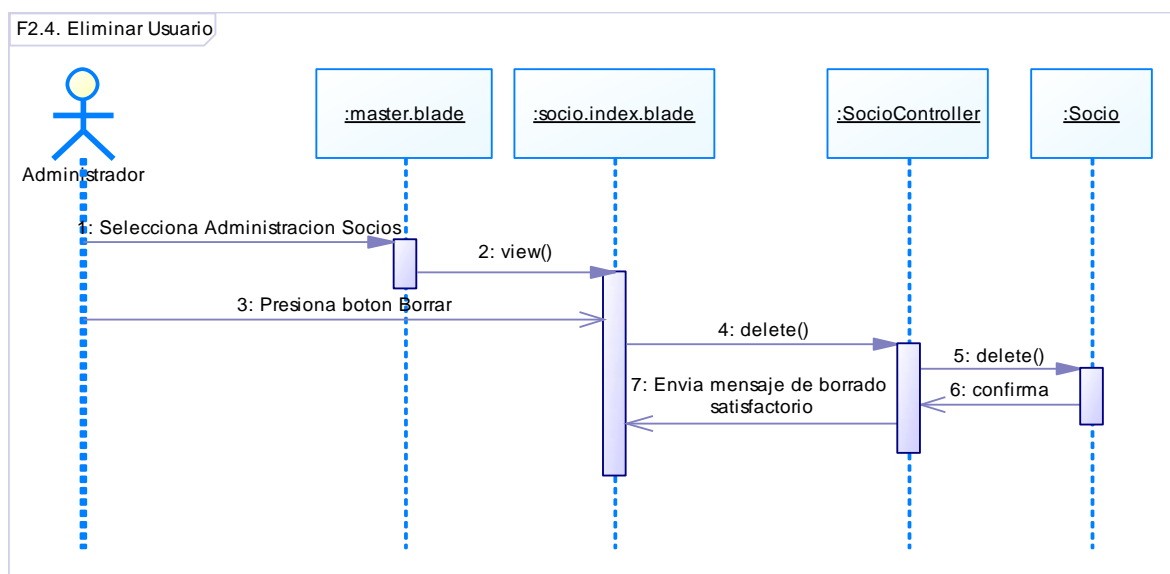 F2.4. Eliminar Usuario
:master.blade
:socio.index.blade
:SocioController
:Socio
Administrador
1: Selecciona Administracion Socios
2: view()
3: Presiona boton Borrar
4: delete()
5: delete()
6: confirma
7: Envia mensaje de borrado
satisfactorio